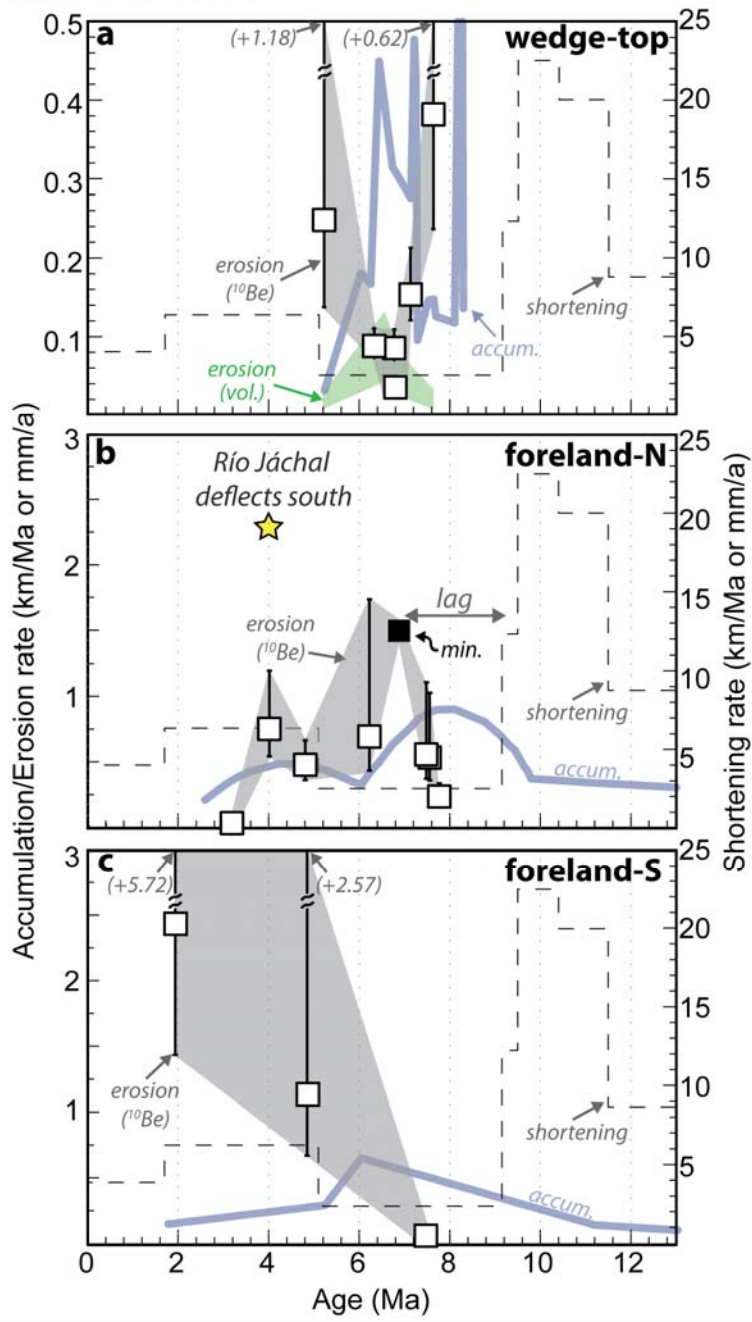 a
wedge-top
(+1.18)
(+0.62)
0.5
0.4
0.3
0.2
0.1
25
20
15
10
5
erosion
(¹⁰Be)
erosion
(vol.)
shortening
accum.
b
foreland-N
Río Jáchal
deflects south
3
2
1
25
20
15
10
5
lag
erosion
(¹⁰Be)
min.
shortening
accum.
c
foreland-S
(+5.72)
(+2.57)
3
2
1
25
20
15
10
5
erosion
(¹⁰Be)
shortening
accum.
0
2
4
6
8
10
12
Age (Ma)
Accumulation/Erosion rate (km/Ma or mm/a)
Shortening rate (km/Ma or mm/a)